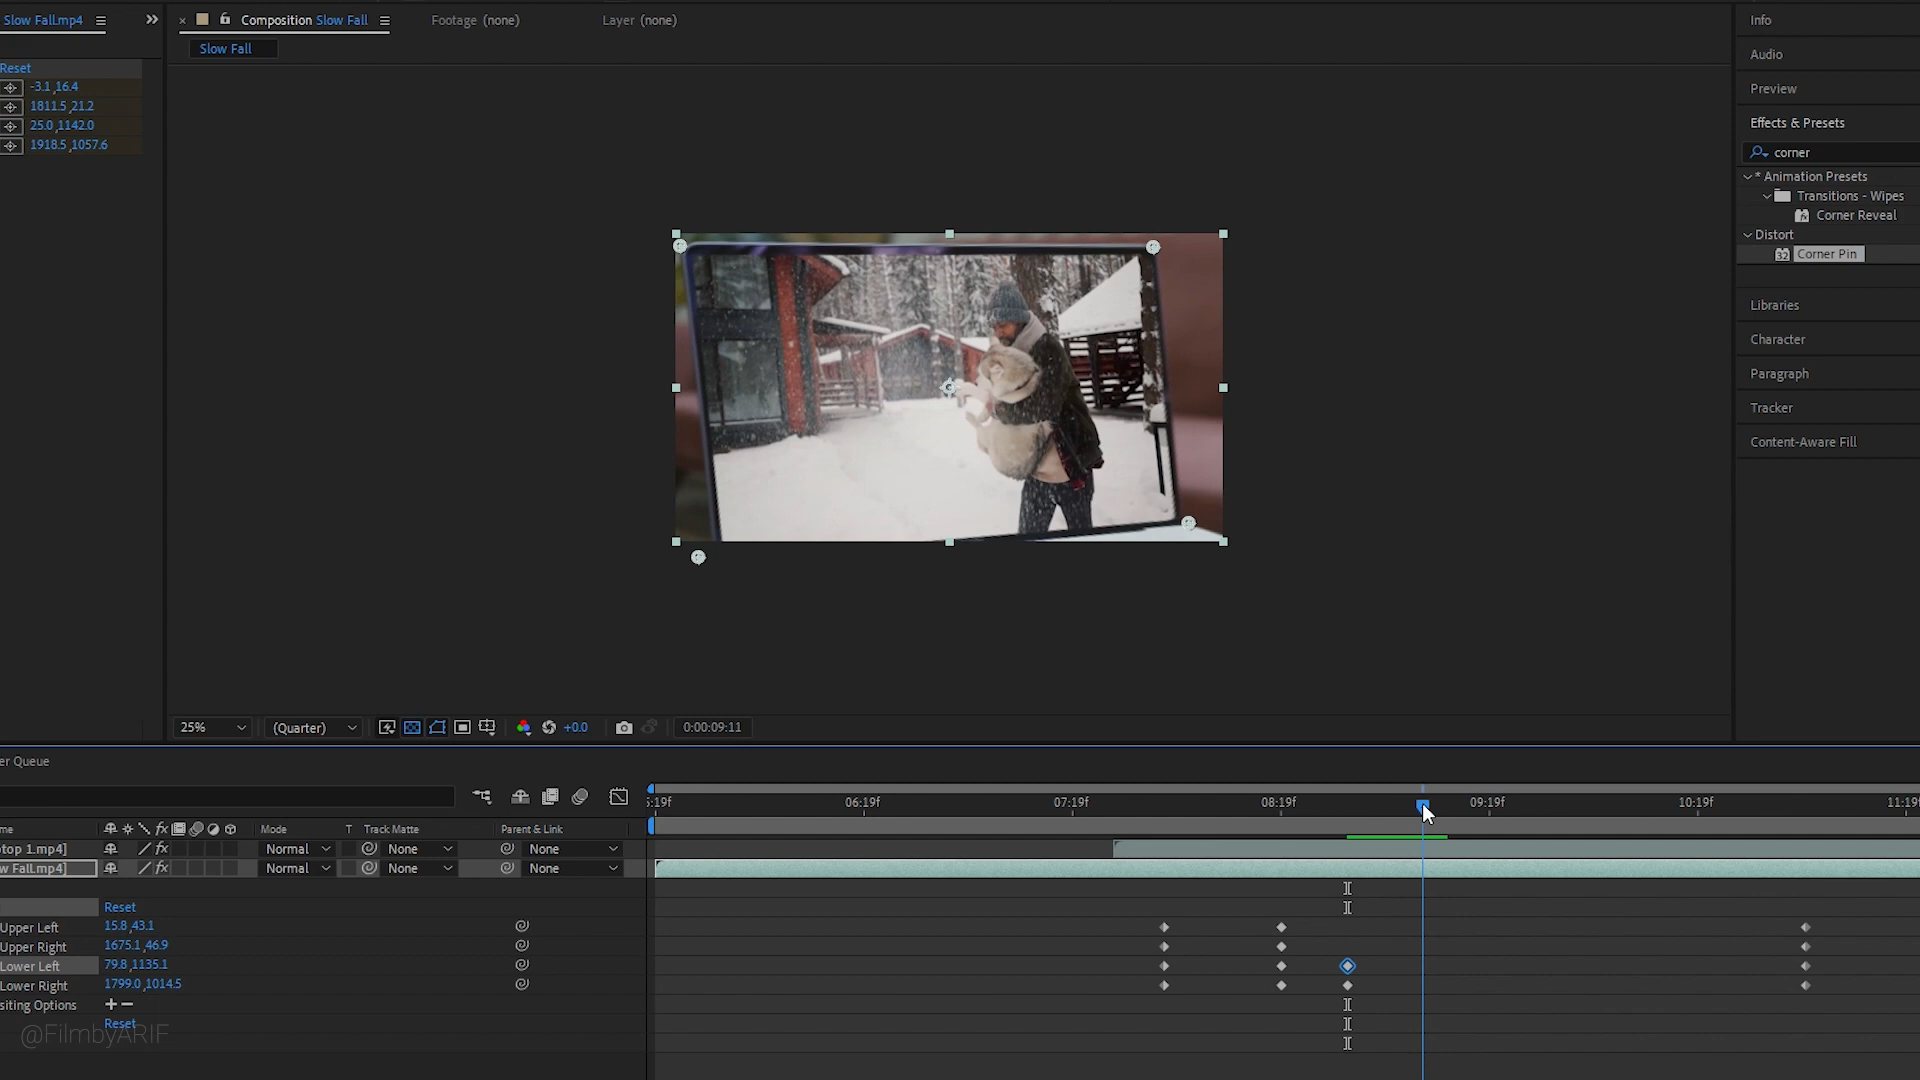 Slow Fall.mp4
Composition Slow Fall
Footage (none)
Layer (none)
Slow Fall
Reset
-3.1 ,16.4
1811.5 ,21.2
25.0 ,1142.0
1918.5 ,1057.6
Info
Audio
Preview
Effects & Presets
corner
* Animation Presets
Transitions - Wipes
Corner Reveal
Distort
32 Corner Pin
Libraries
Character
Paragraph
Tracker
Content-Aware Fill
25%
(Quarter)
+0.0
0:00:09:11
er Queue
5:19f 06:19f 07:19f 08:19f 09:19f 10:19f 11:19f
me fx Mode T Track Matte Parent & Link
top 1.mp4] fx Normal None None
w Fall.mp4] fx Normal None None
Reset
Upper Left 15.8 ,43.1
Upper Right 1675.1 ,46.9
Lower Left 79.8 ,1135.1
Lower Right 1799.0 ,1014.5
siting Options + −
Reset
@FilmbyARIF